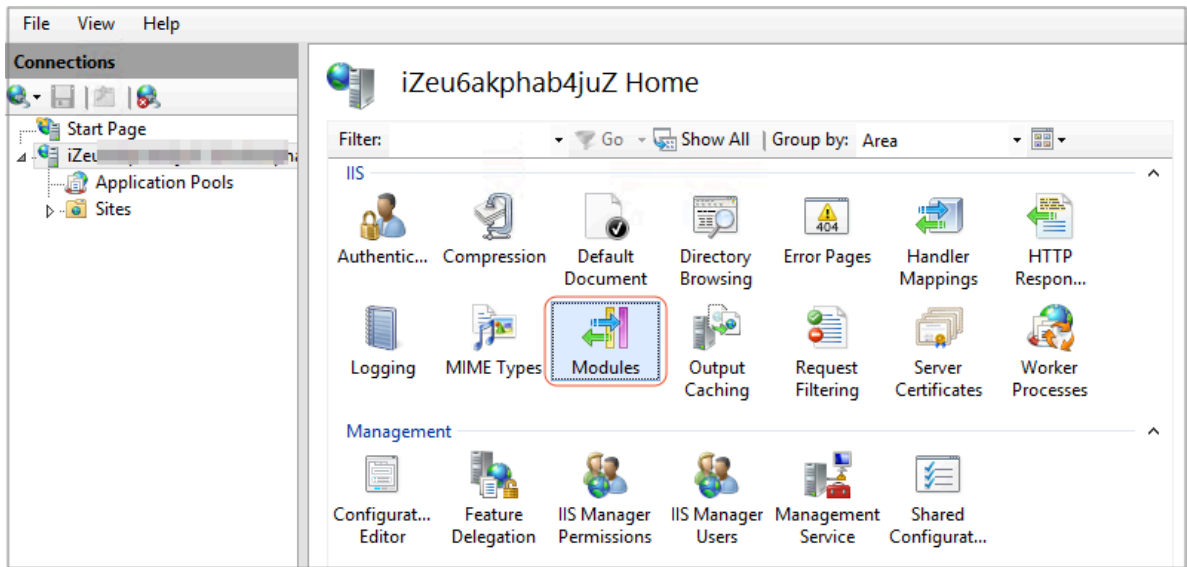 File View Help
Connections
iZeu6akphab4juZ Home
Start Page
iZeu
Application Pools
Sites
Filter: Go Show All Group by: Area
IIS
Authentic... Compression Default Directory Error Pages Handler HTTP
Document Browsing Mappings Respon...
404
Logging MIME Types Modules Output Request Server Worker
Caching Filtering Certificates Processes
Management
Configurat... Feature IIS Manager IIS Manager Management Shared
Editor Delegation Permissions Users Service Configurat...